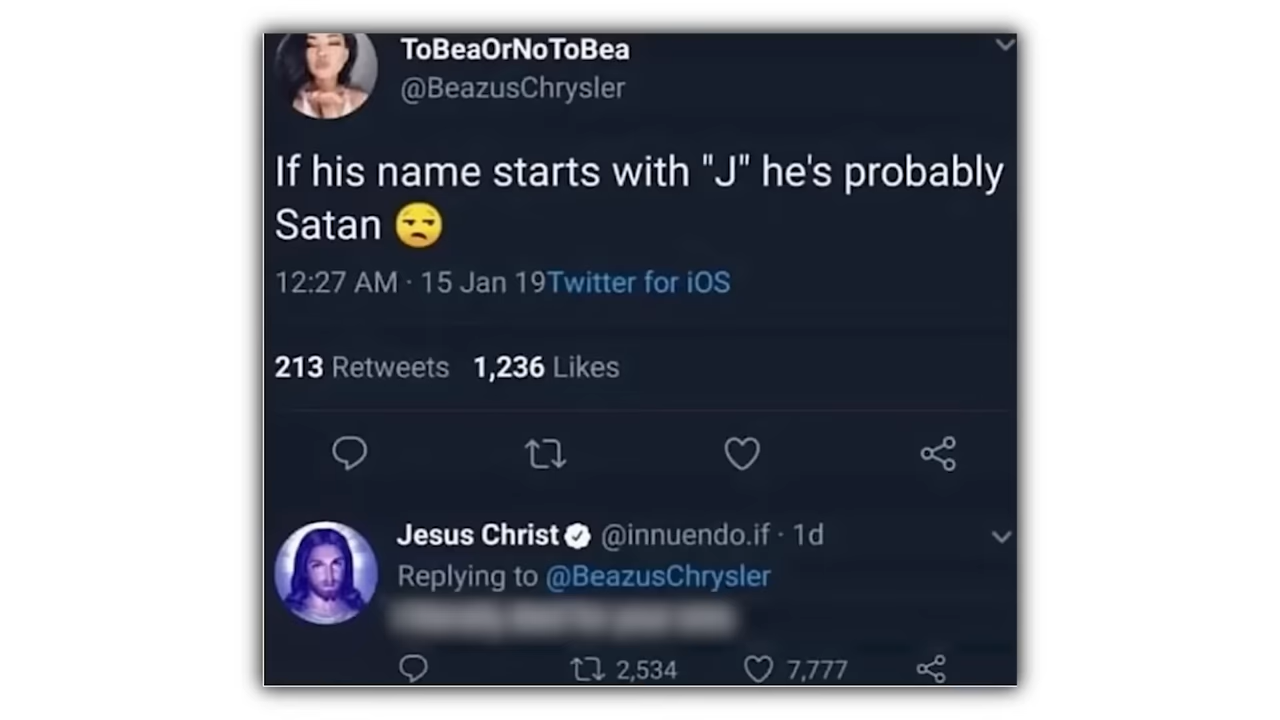 ToBeaOrNoToBea
@BeazusChrysler
If his name starts with "J" he's probably
Satan 😒
12:27 AM · 15 Jan 19Twitter for iOS
213 Retweets 1,236 Likes
Jesus Christ @innuendo.if · 1d
Replying to @BeazusChrysler
2,534 7,777